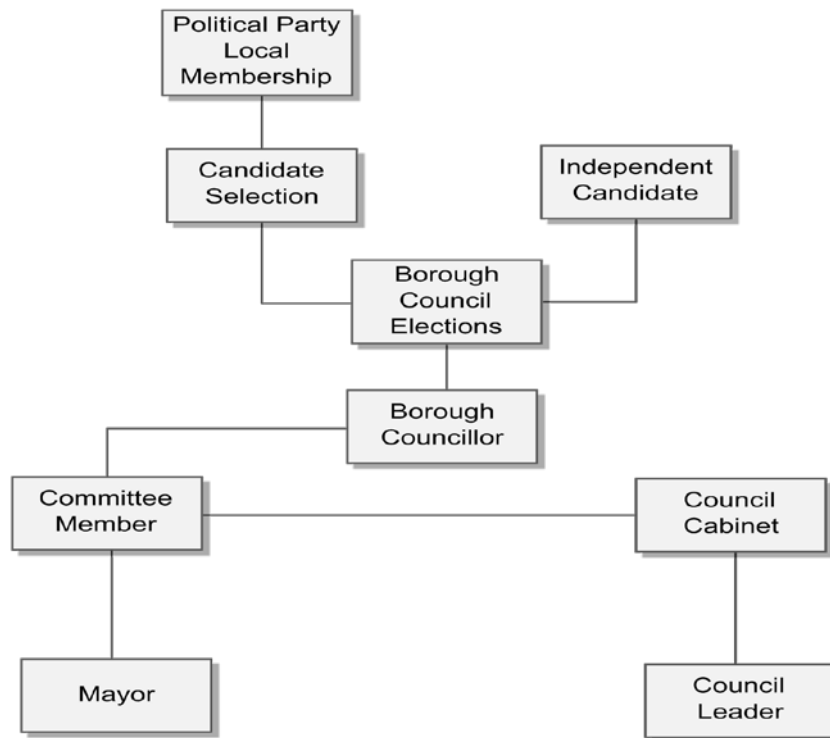 Political Party
Local
Membership
Candidate
Selection
Independent
Candidate
Borough
Council
Elections
Borough
Councillor
Committee
Member
Council
Cabinet
Mayor
Council
Leader